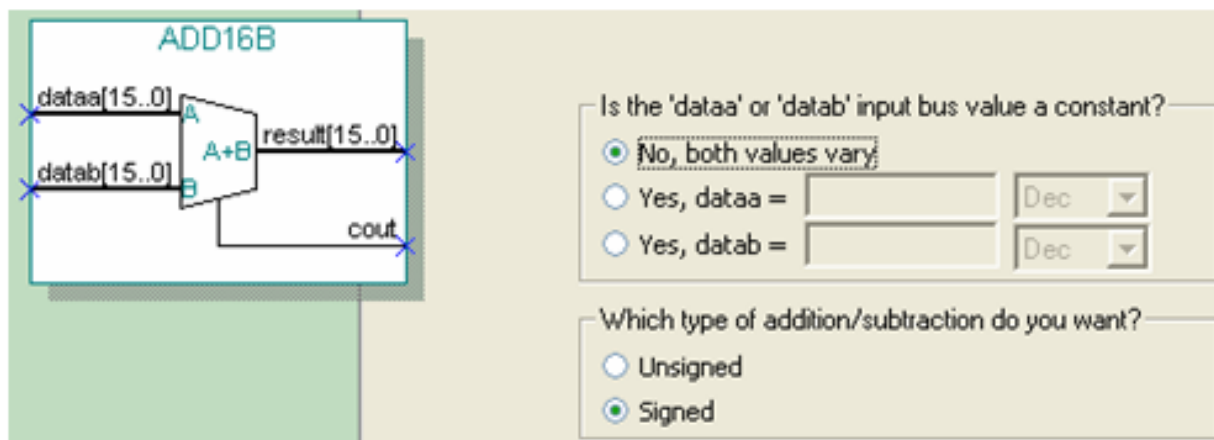 ADD16B
dataa[15..0]
A
result[15..0]
A+B
datab[15..0]
B
cout
Is the 'dataa' or 'datab' input bus value a constant?
No, both values vary
Yes, dataa = Dec
Yes, datab = Dec
Which type of addition/subtraction do you want?
Unsigned
Signed